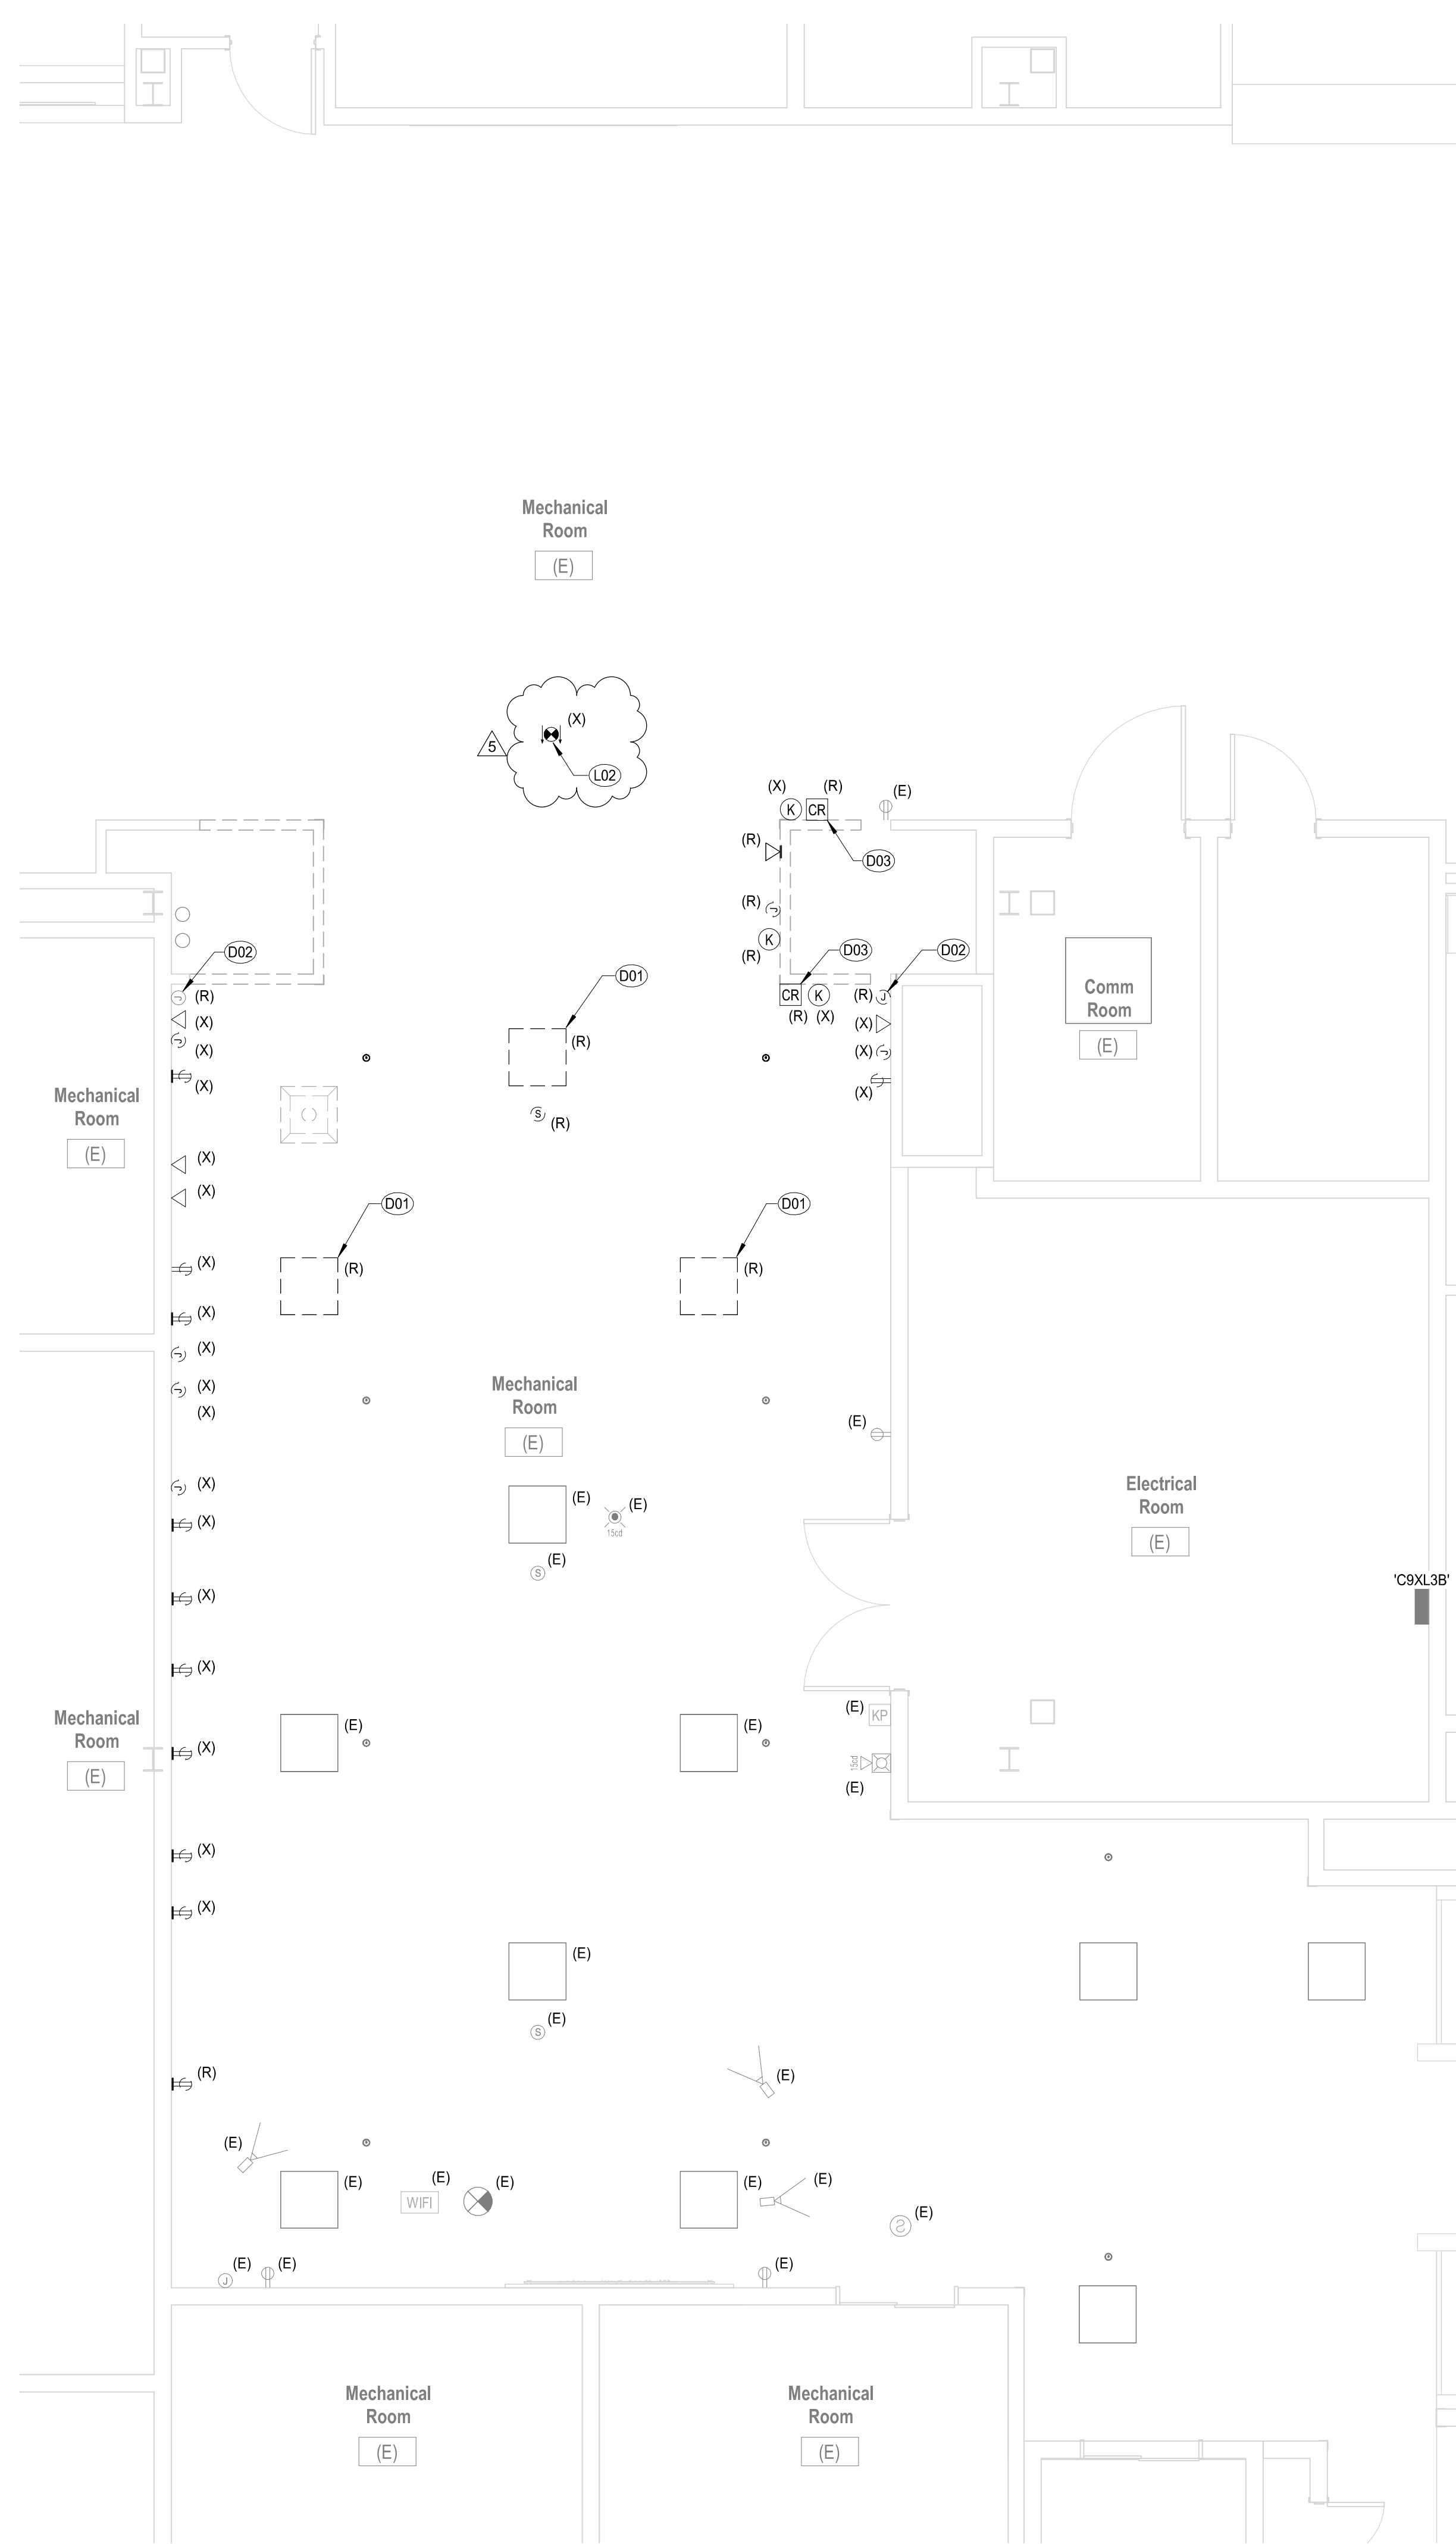 Mechanical
Room
(E)
(X)
5
L02
(X)
(R)
(E)
K
CR
(R)
D03
(R)
K
(R)
D03
D02
D02
D01
(R)
CR
K
(R)
J
(R)
(X)
(X)
(X)
(X)
(X)
(R)
(X)
(X)
(X)
S
(R)
Comm
Room
(E)
Mechanical
Room
(E)
(X)
(X)
D01
D01
(X)
(R)
(R)
(X)
(X)
(X)
(X)
Mechanical
Room
(E)
(E)
(X)
(E)
(E)
15cd
(X)
S
(E)
Electrical
Room
(E)
'C9XL3B'
(X)
(X)
Mechanical
Room
(E)
(E)
KP
(E)
(E)
(X)
15cd
(E)
(X)
(X)
(E)
S
(E)
(R)
(E)
(E)
(E)
(E)
WIFI
(E)
(E)
(E)
S
(E)
J
(E)
(E)
(E)
Mechanical
Room
(E)
Mechanical
Room
(E)